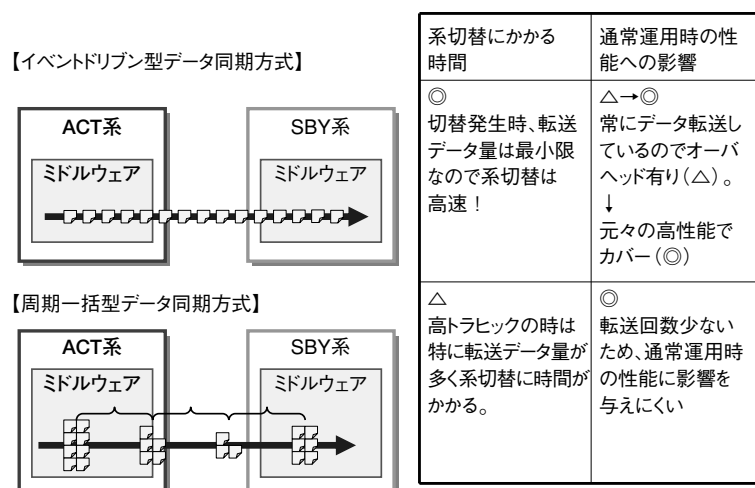 【イベントドリブン型データ同期方式】
ACT系
SBY系
ミドルウェア
ミドルウェア
【周期一括型データ同期方式】
ACT系
SBY系
ミドルウェア
ミドルウェア
系切替にかかる
時間
通常運用時の性
能への影響
◎
切替発生時、転送
データ量は最小限
なので系切替は
高速！
△→◎
常にデータ転送し
ているのでオーバ
ヘッド有り（△）。
↓
元々の高性能で
カバー（◎）
△
高トラヒックの時は
特に転送データ量が
多く系切替に時間が
かかる。
◎
転送回数少ない
ため、通常運用時
の性能に影響を
与えにくい